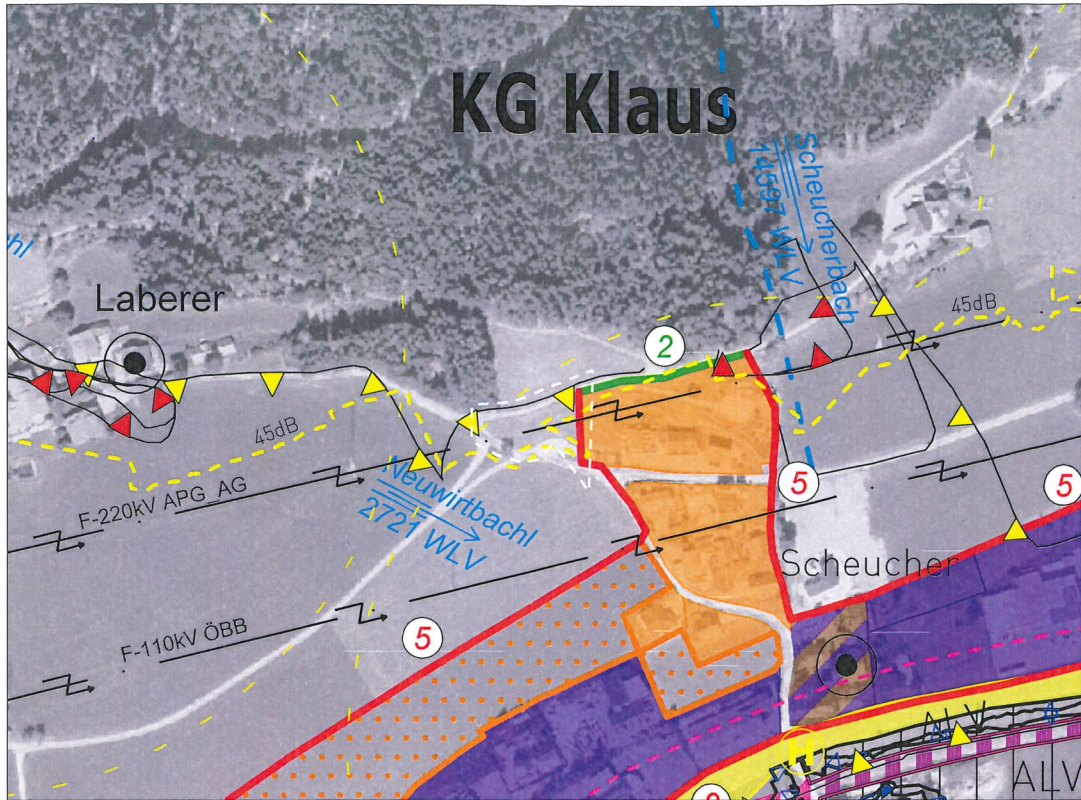 KG Klaus
Scheucherbach
14597 WLV
hl
Laberer
45dB
2
45dB
F-220kV APG_AG
Neuwirtbachl
2721 WLV
5
5
Scheucher
F-110kV ÖBB
5
H
ALV
ALV